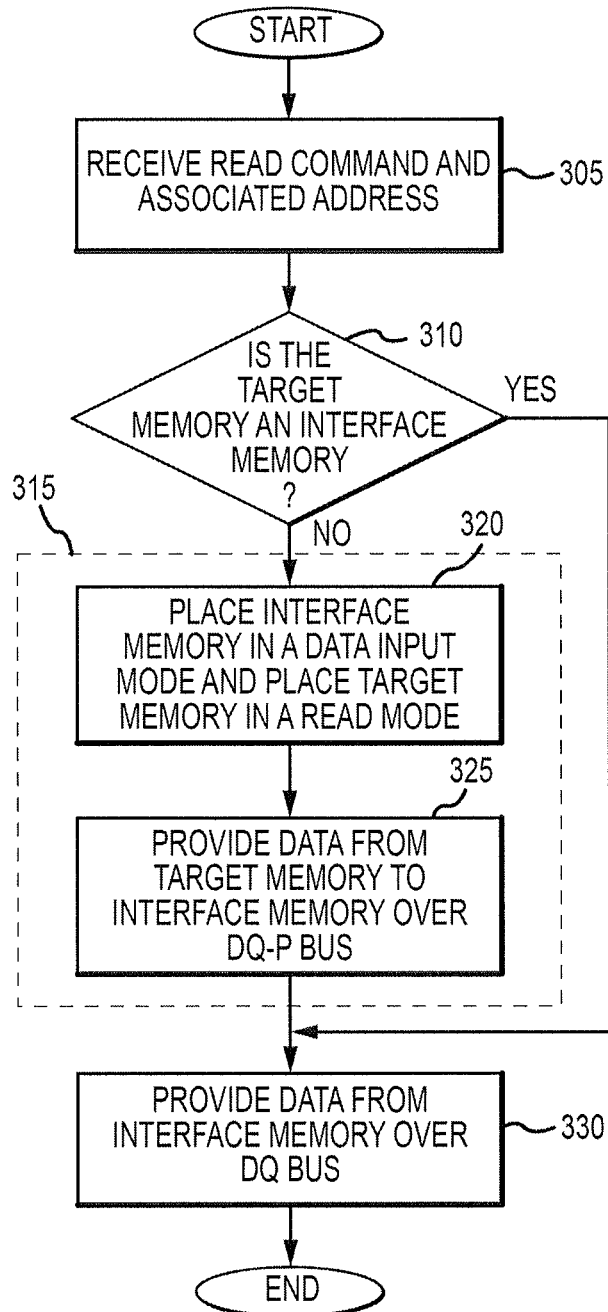 START
RECEIVE READ COMMAND AND
ASSOCIATED ADDRESS
305
310
IS THE
TARGET
MEMORY AN INTERFACE
MEMORY
?
YES
NO
315
320
PLACE INTERFACE
MEMORY IN A DATA INPUT
MODE AND PLACE TARGET
MEMORY IN A READ MODE
325
PROVIDE DATA FROM
TARGET MEMORY TO
INTERFACE MEMORY OVER
DQ-P BUS
PROVIDE DATA FROM
INTERFACE MEMORY OVER
DQ BUS
330
END